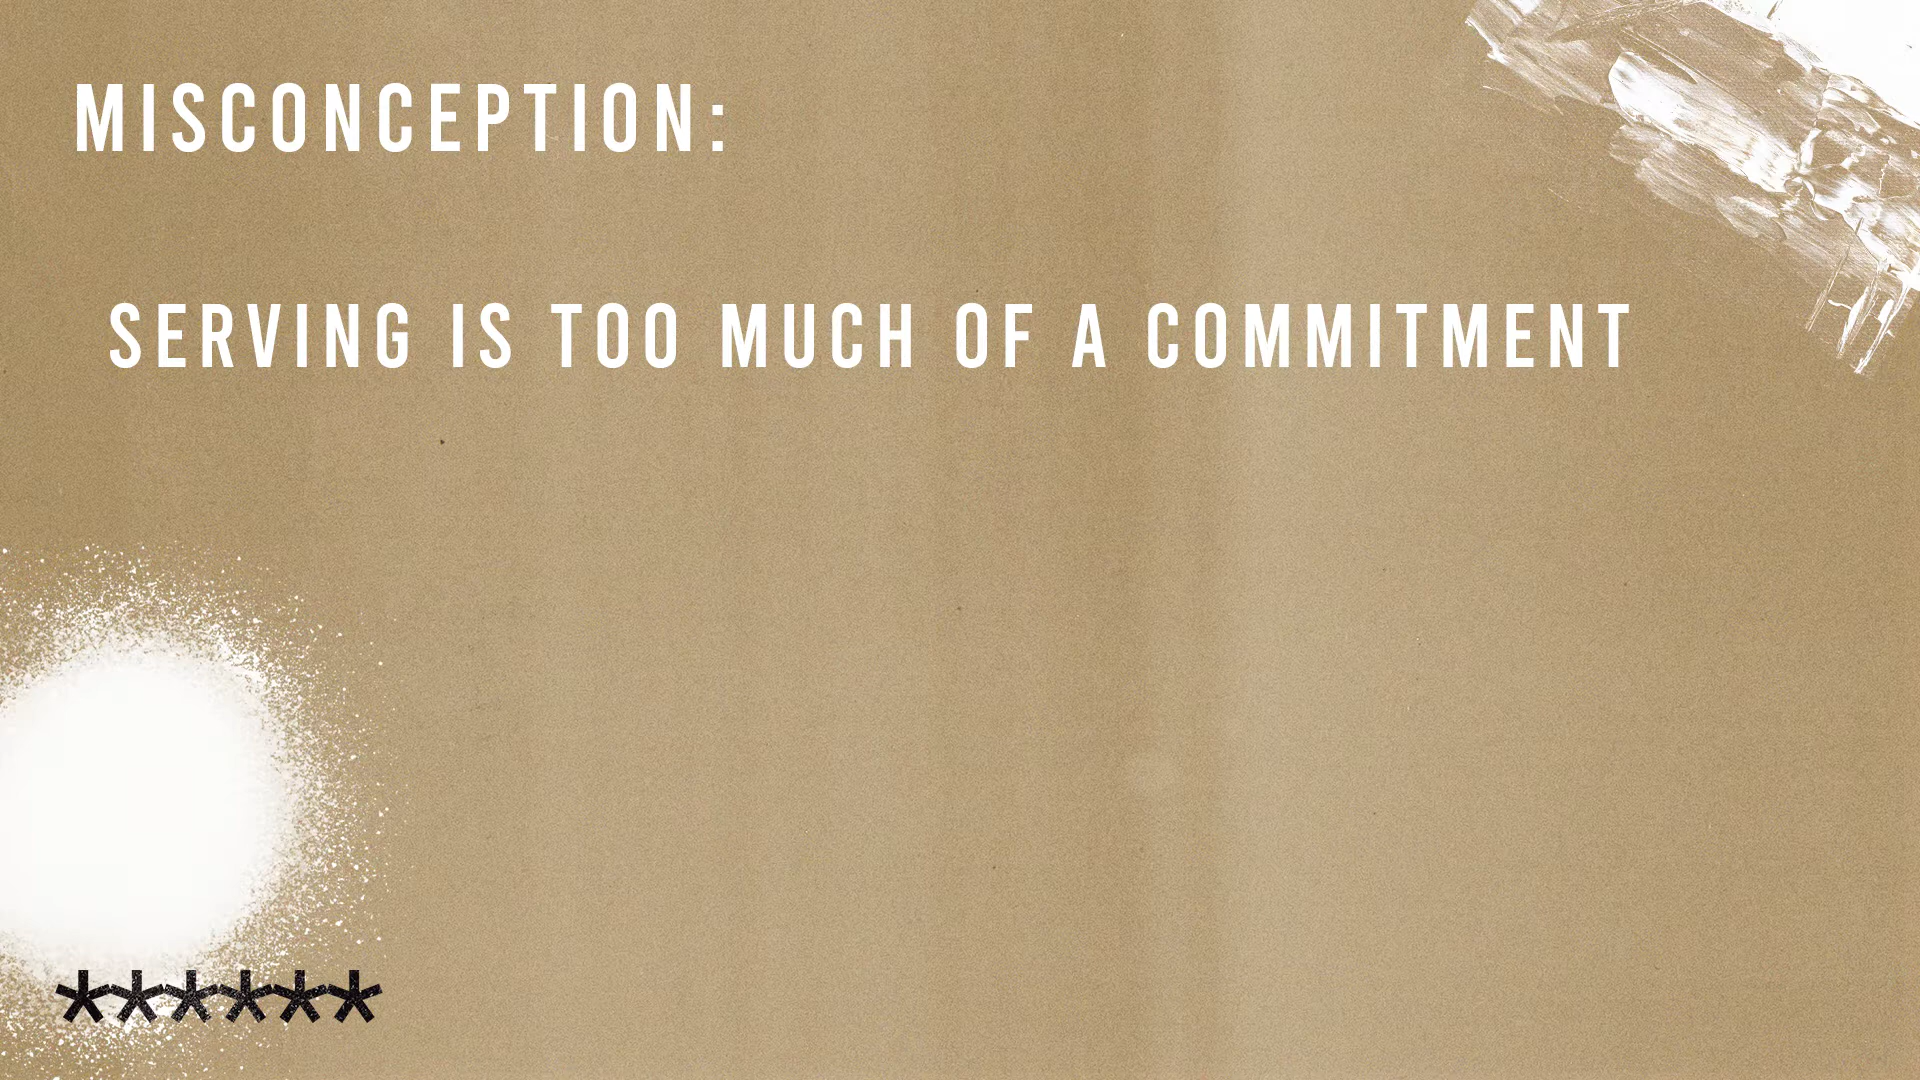 MISCONCEPTION:
SERVING IS TOO MUCH OF A COMMITMENT
******